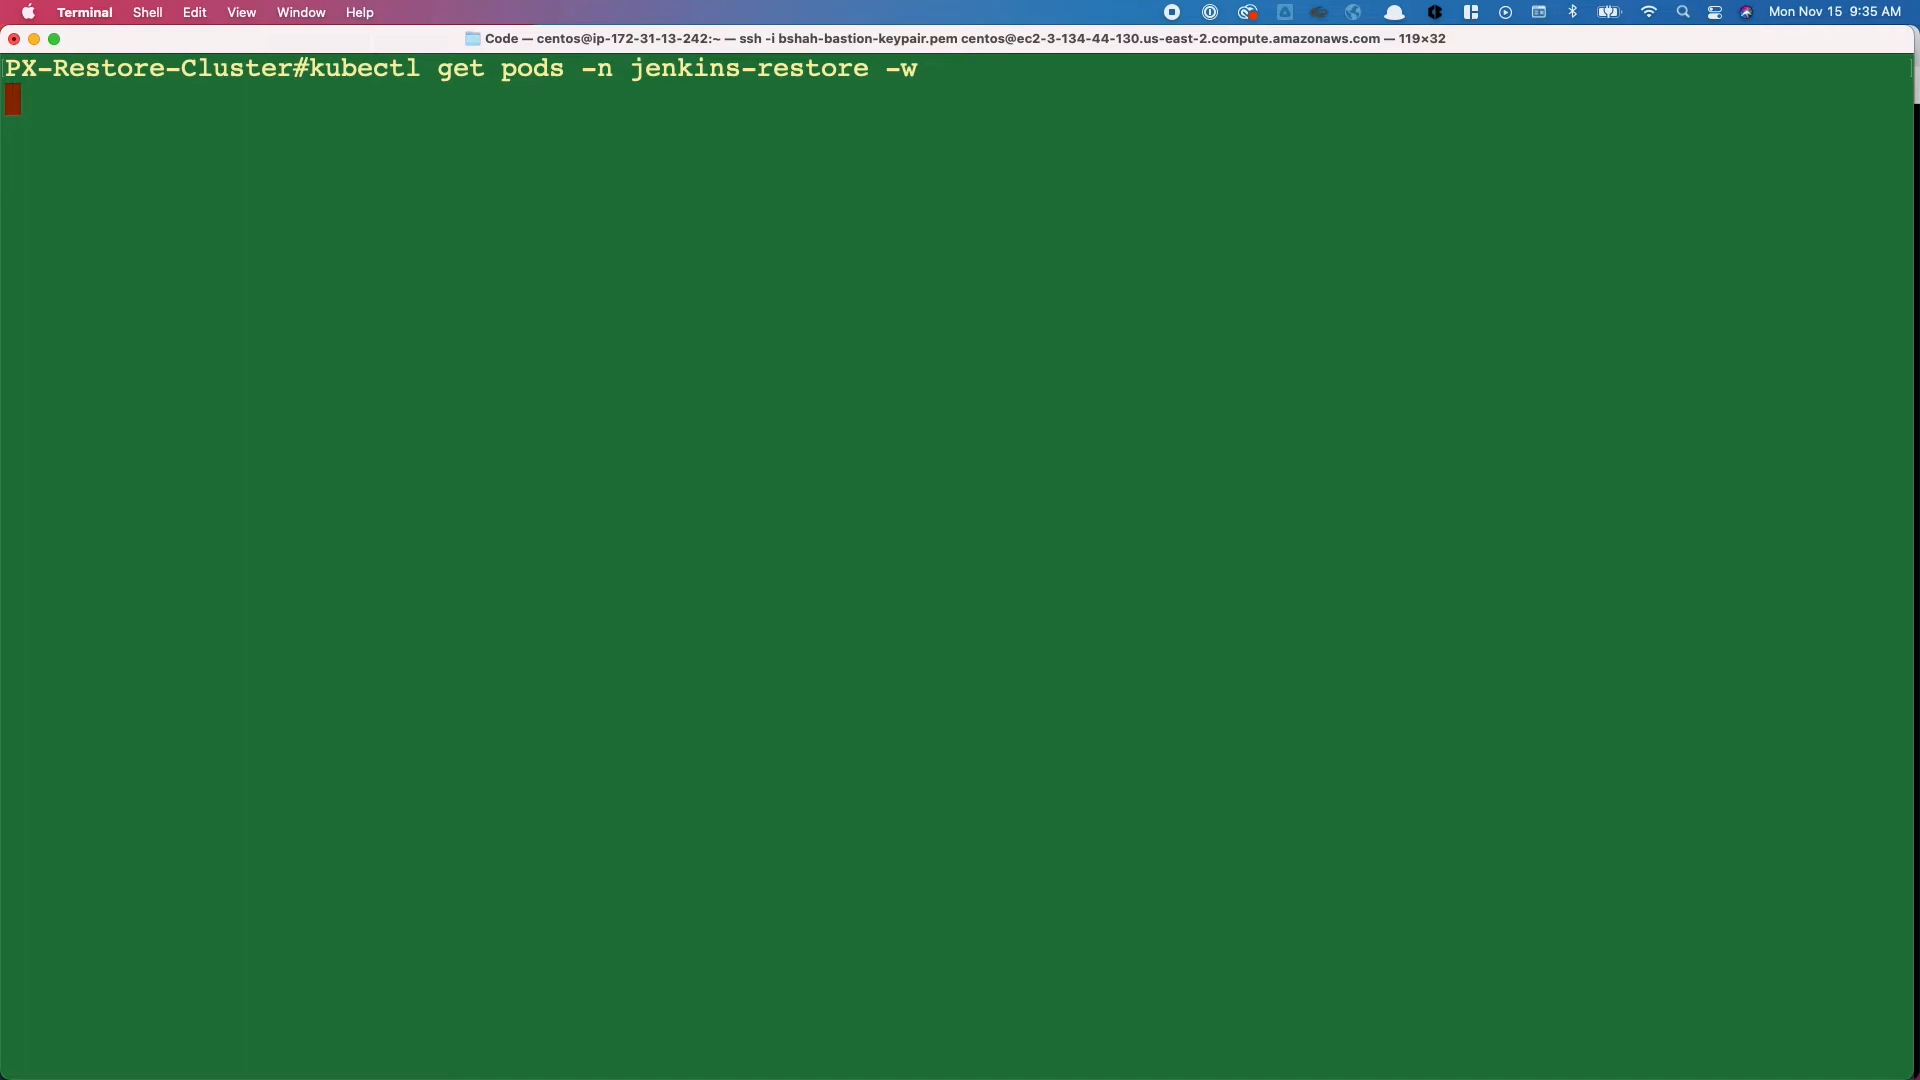 Terminal Shell Edit View Window Help Mon Nov 15 9:35 AM
Code — centos@ip-172-31-13-242:~ — ssh -i bshah-bastion-keypair.pem centos@ec2-3-134-44-130.us-east-2.compute.amazonaws.com — 119×32
PX-Restore-Cluster#kubectl get pods -n jenkins-restore -w